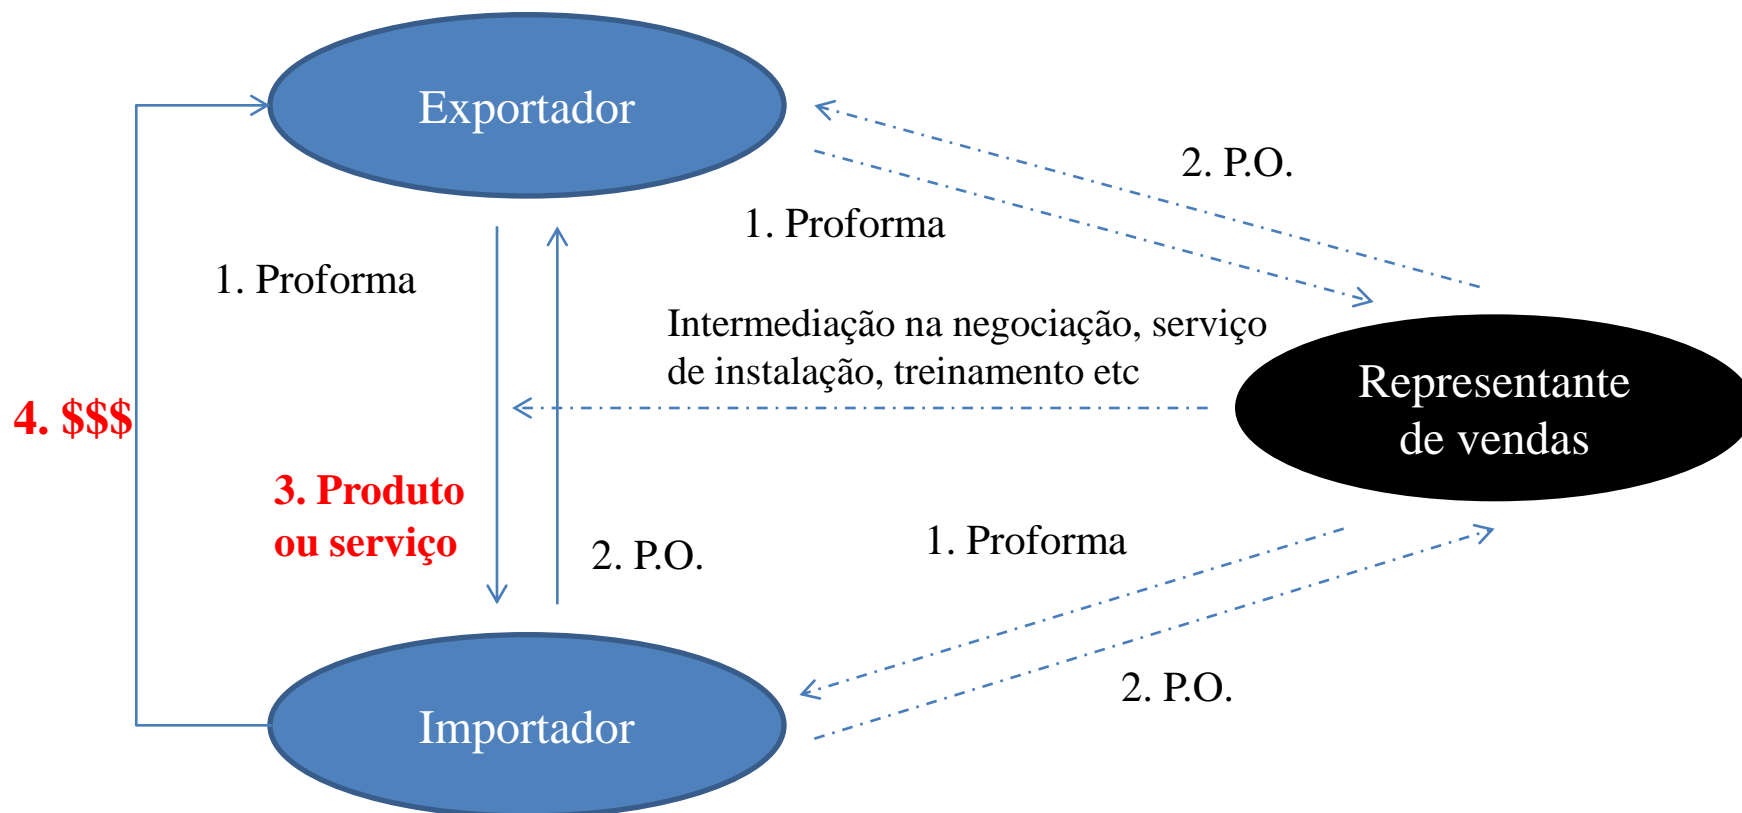 Exportador
2. P.O.
1. Proforma
1. Proforma
Intermediação na negociação, serviço
de instalação, treinamento etc
Representante
de vendas
4. $$$
3. Produto
ou serviço
2. P.O.
1. Proforma
2. P.O.
Importador